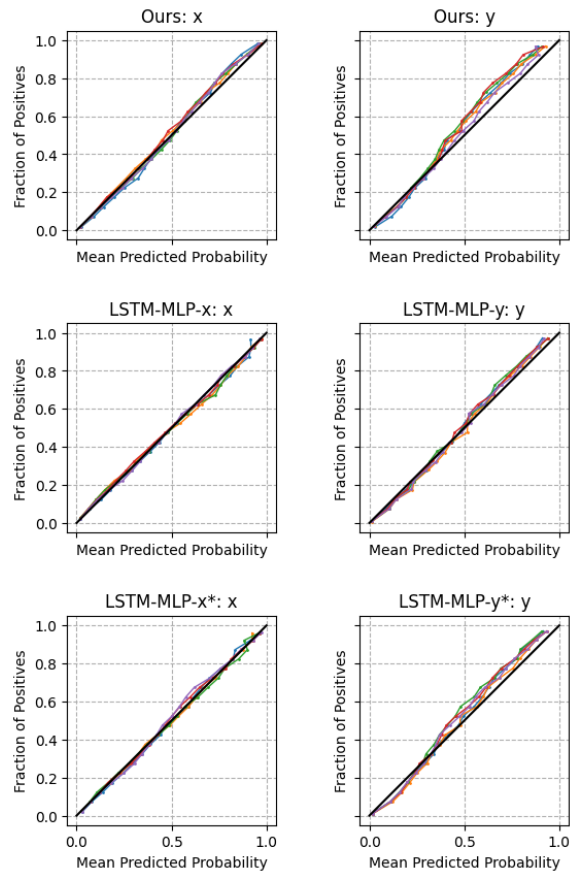 Ours: x
Ours: y
1.0
0.8
0.6
0.4
0.2
0.0
Fraction of Positives
Mean Predicted Probability
Fraction of Positives
Mean Predicted Probability
LSTM-MLP-x: x
LSTM-MLP-y: y
1.0
0.8
0.6
0.4
0.2
0.0
Fraction of Positives
Mean Predicted Probability
Fraction of Positives
Mean Predicted Probability
LSTM-MLP-x*: x
LSTM-MLP-y*: y
1.0
0.8
0.6
0.4
0.2
0.0
Fraction of Positives
0.0 0.5 1.0
Mean Predicted Probability
Fraction of Positives
0.0 0.5 1.0
Mean Predicted Probability